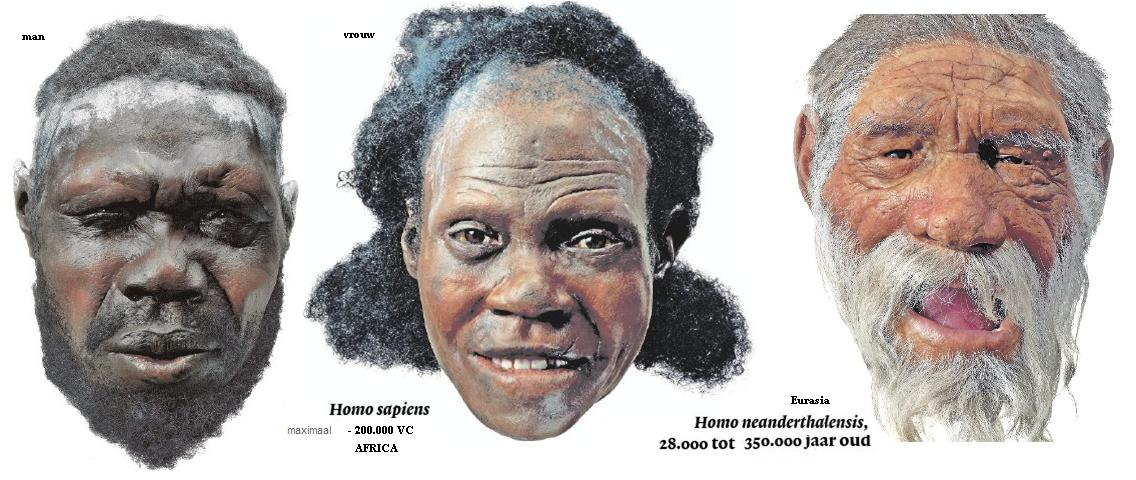 man
vrouw
Homo sapiens
maximaal - 200.000 VC
AFRICA
Eurasia
Homo neanderthalensis,
28.000 tot 350.000 jaar oud